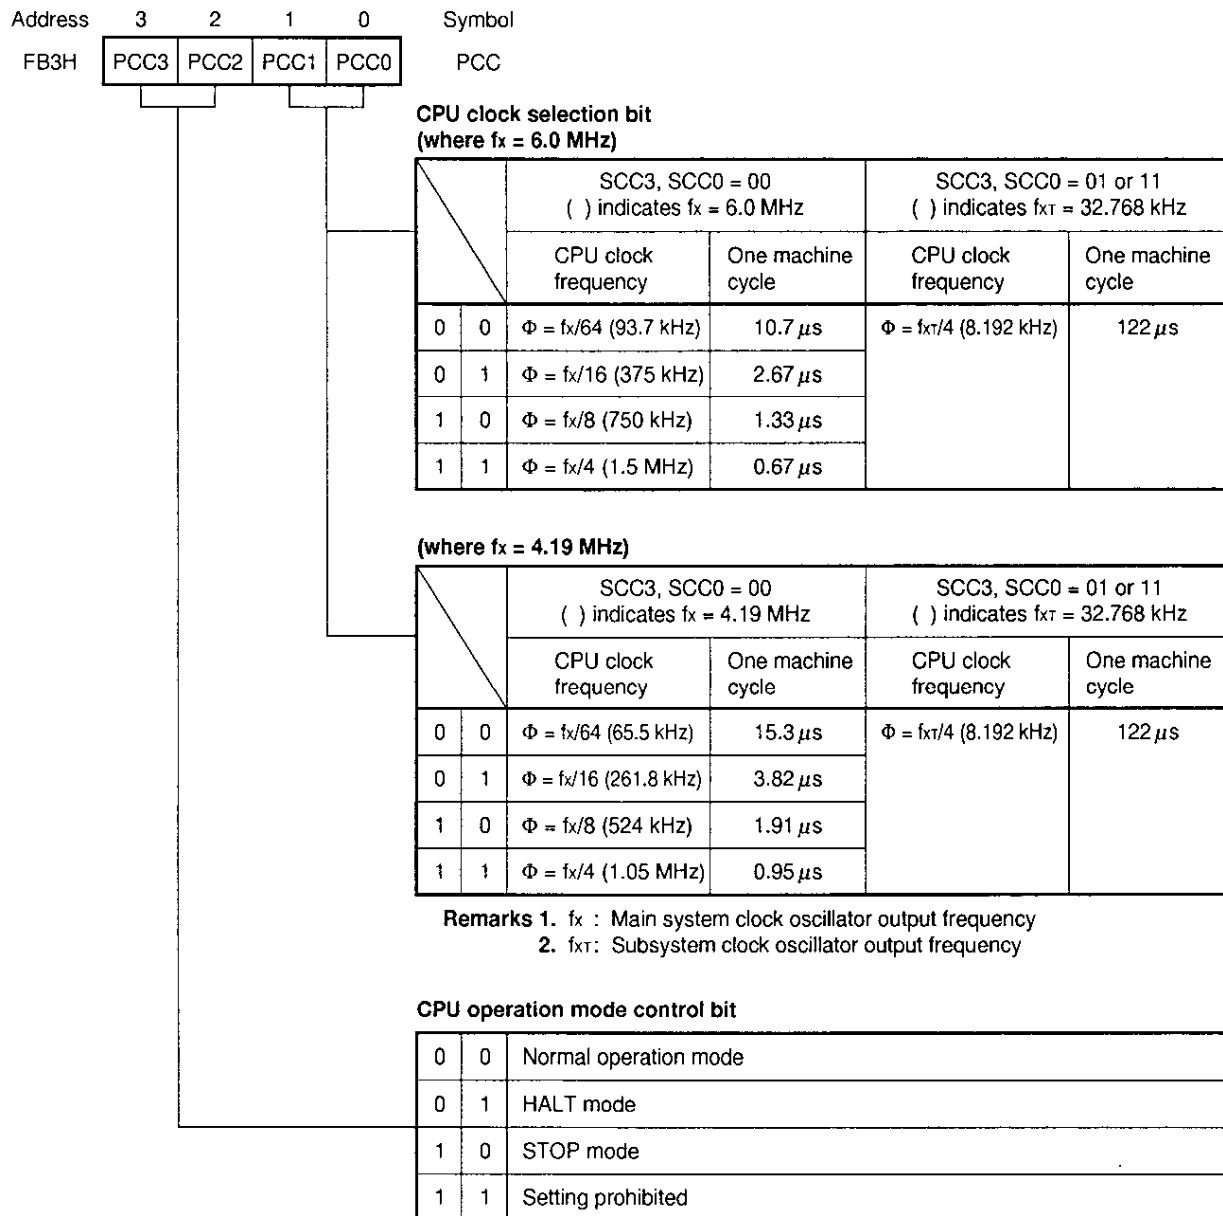 Address 3 2 1 0 Symbol
FB3H PCC3 PCC2 PCC1 PCC0 PCC
CPU clock selection bit
(where fx = 6.0 MHz)
SCC3, SCC0 = 00 SCC3, SCC0 = 01 or 11
( ) indicates fx = 6.0 MHz ( ) indicates fXT = 32.768 kHz
CPU clock One machine CPU clock One machine
frequency cycle frequency cycle
0 0 Φ = fx/64 (93.7 kHz) 10.7 μs Φ = fXT/4 (8.192 kHz) 122 μs
0 1 Φ = fx/16 (375 kHz) 2.67 μs
1 0 Φ = fx/8 (750 kHz) 1.33 μs
1 1 Φ = fx/4 (1.5 MHz) 0.67 μs
(where fx = 4.19 MHz)
SCC3, SCC0 = 00 SCC3, SCC0 = 01 or 11
( ) indicates fx = 4.19 MHz ( ) indicates fXT = 32.768 kHz
CPU clock One machine CPU clock One machine
frequency cycle frequency cycle
0 0 Φ = fx/64 (65.5 kHz) 15.3 μs Φ = fXT/4 (8.192 kHz) 122 μs
0 1 Φ = fx/16 (261.8 kHz) 3.82 μs
1 0 Φ = fx/8 (524 kHz) 1.91 μs
1 1 Φ = fx/4 (1.05 MHz) 0.95 μs
Remarks 1. fx : Main system clock oscillator output frequency
2. fXT : Subsystem clock oscillator output frequency
CPU operation mode control bit
0 0 Normal operation mode
0 1 HALT mode
1 0 STOP mode
1 1 Setting prohibited